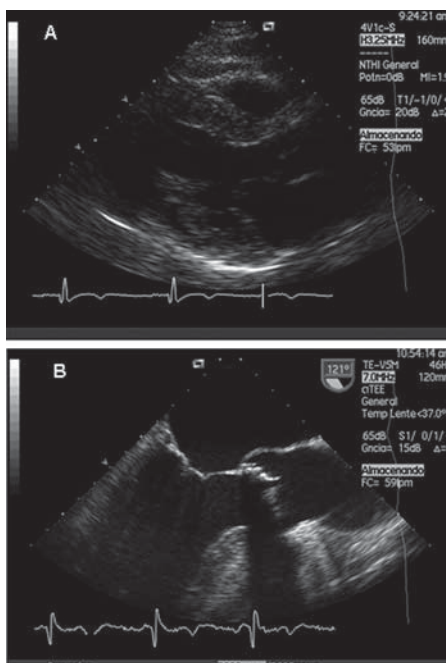 A
9:24:21 am
4V1c-S
H3.25MHz 160mm
NTHI General
Potn=0dB
65dB T1/-1/0/
Gncia= 20dB
Almacenando
FC= 53lpm
B
10:54:14 am
TE-V5M
7.0MHz 120mm
121°
General
Temp Lente<37.0°
65dB S1/ 0/1/
Gncia= 15dB
Almacenando
FC= 59lpm